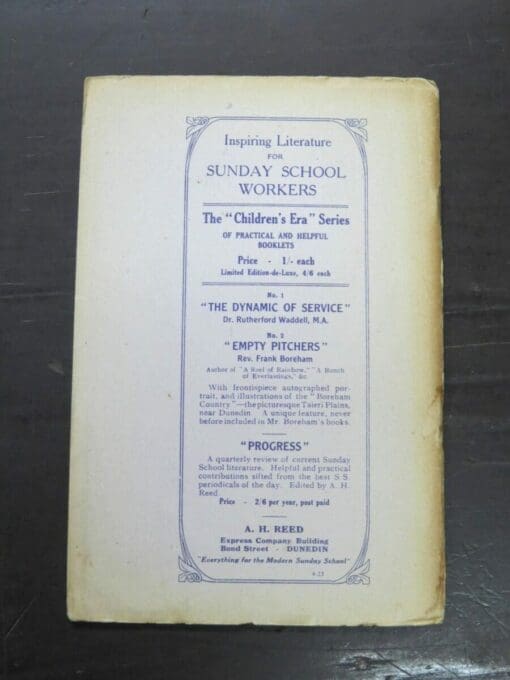 Inspiring Literature
FOR
SUNDAY SCHOOL
WORKERS
The "Children's Era" Series
OF PRACTICAL AND HELPFUL
BOOKLETS
Price - 1/- each
Limited Edition-de-Luxe, 4/6 each
No. 1
"THE DYNAMIC OF SERVICE"
Dr. Rutherford Waddell, M.A.
No. 2
"EMPTY PITCHERS"
Rev. Frank Boreham
Author of "A Reel of Rainbow," "A Bunch
of Everlastings," &c
With frontispiece autographed por-
trait, and illustrations of the "Boreham
Country"—the picturesque Taieri Plains,
near Dunedin. A unique feature, never
before included in Mr. Boreham's books.
"PROGRESS"
A quarterly review of current Sunday
School literature. Helpful and practical
contributions sifted from the best S.S.
periodicals of the day. Edited by A. H.
Reed.
Price - 2/6 per year, post paid
A. H. REED
Express Company Building
Bond Street - DUNEDIN
"Everything for the Modern Sunday School"
4-23